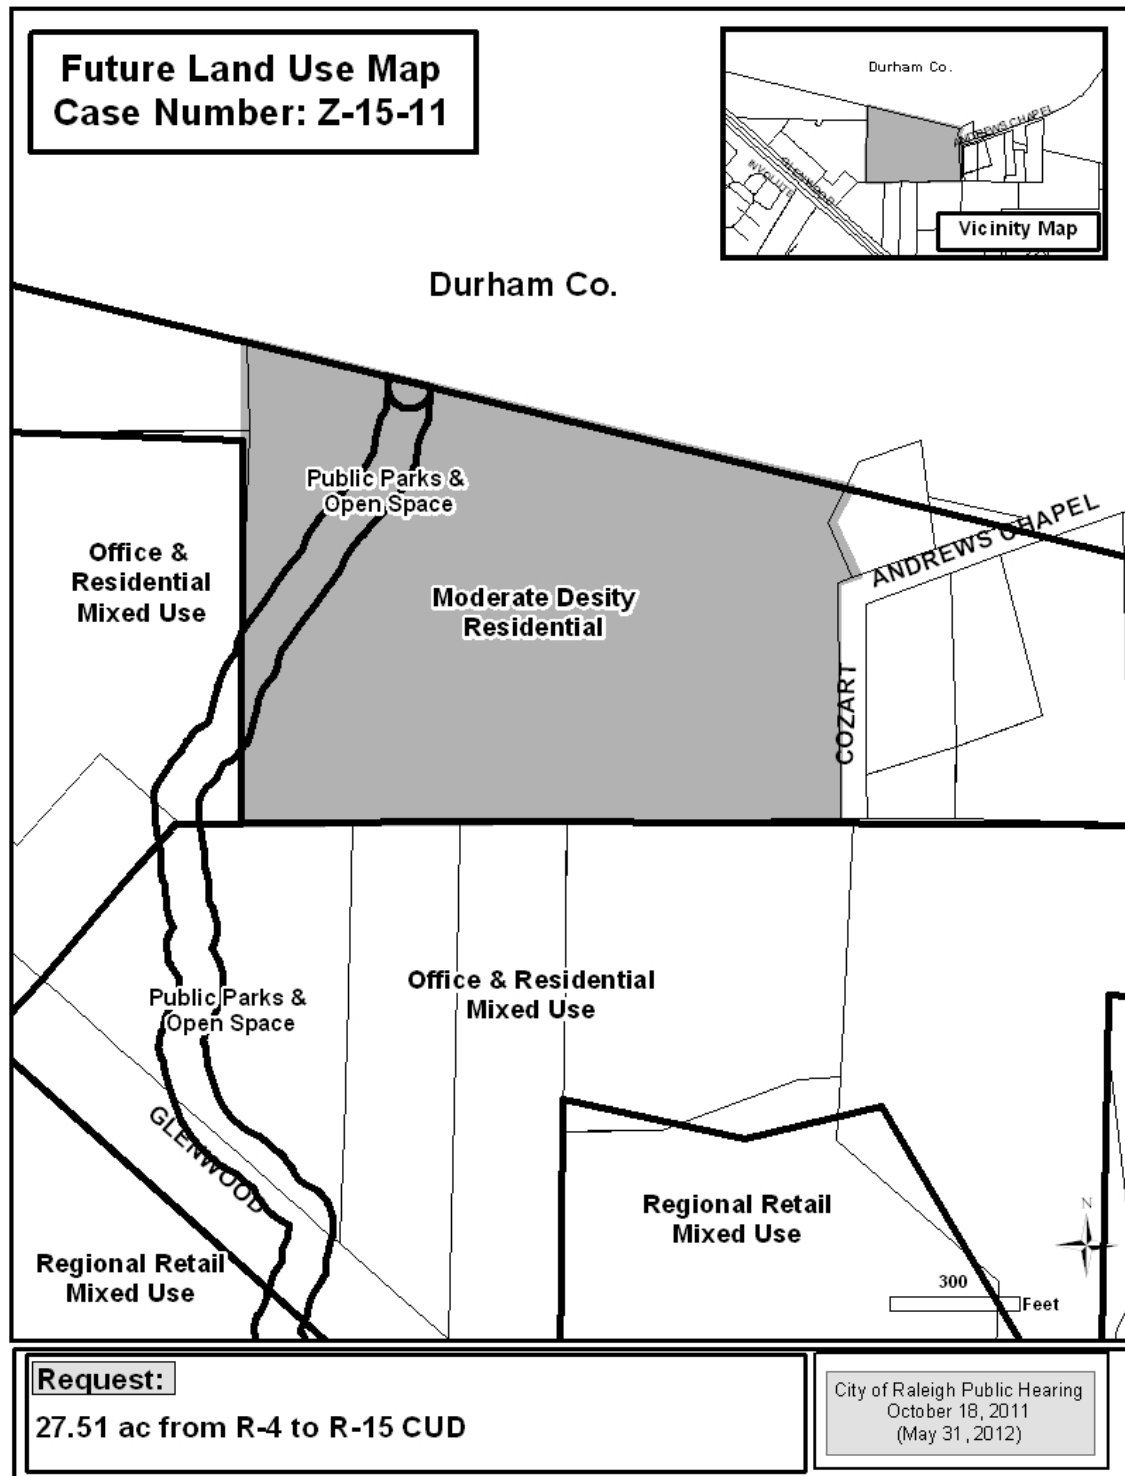 Future Land Use Map
Case Number: Z-15-11
Durham Co.
ANDREWS CHAPEL
GLENWOOD
INVOLUTE
Vicinity Map
Durham Co.
Public Parks &
Open Space
Office &
Residential
Mixed Use
Moderate Desity
Residential
ANDREWS CHAPEL
COZART
Office & Residential
Mixed Use
Public Parks &
Open Space
GLENWOOD
Regional Retail
Mixed Use
Regional Retail
Mixed Use
N
300
Feet
Request:
27.51 ac from R-4 to R-15 CUD
City of Raleigh Public Hearing
October 18, 2011
(May 31, 2012)